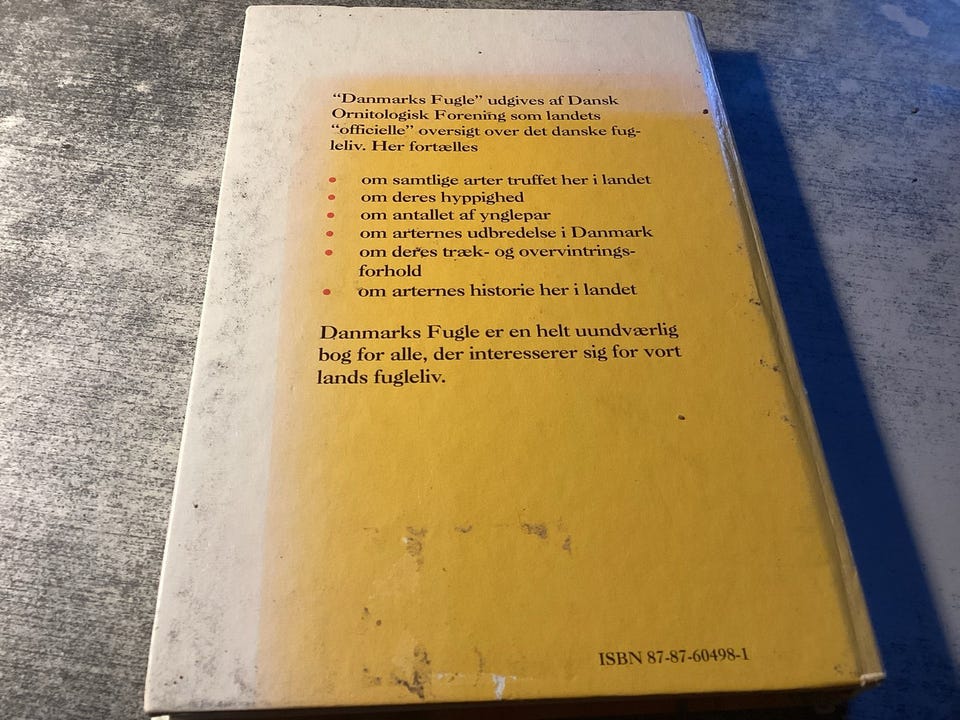 “Danmarks Fugle” udgives af Dansk
Ornitologisk Forening som landets
“officielle” oversigt over det danske fug-
leliv. Her fortælles
• om samtlige arter truffet her i landet
• om deres hyppighed
• om antallet af ynglepar
• om arternes udbredelse i Danmark
• om deres træk- og overvintrings-
forhold
• om arternes historie her i landet
Danmarks Fugle er en helt uundværlig
bog for alle, der interesserer sig for vort
lands fugleliv.
ISBN 87-87-60498-1